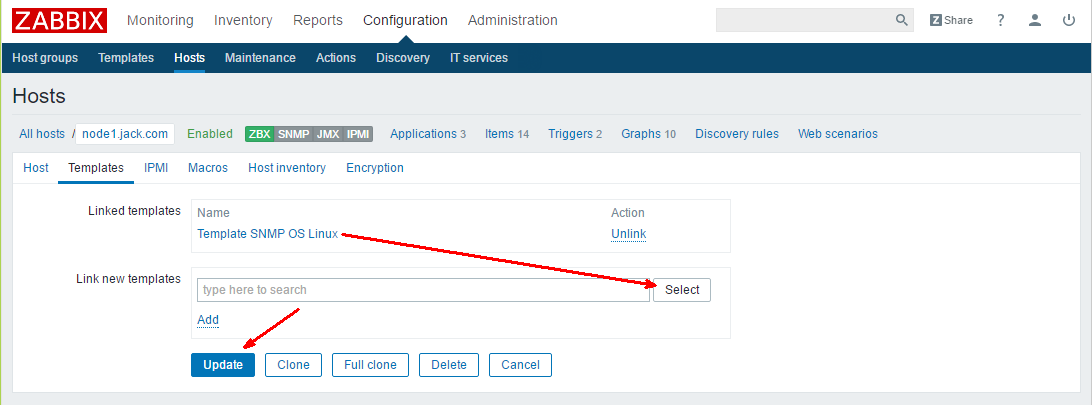 ZABBIX Monitoring Inventory Reports Configuration Administration Z Share ?
Host groups Templates Hosts Maintenance Actions Discovery IT services
Hosts
All hosts / node1.jack.com Enabled ZBX SNMP JMX IPMI Applications 3 Items 14 Triggers 2 Graphs 10 Discovery rules Web scenarios
Host Templates IPMI Macros Host inventory Encryption
Linked templates Name Action
Template SNMP OS Linux Unlink
Link new templates
type here to search Select
Add
Update Clone Full clone Delete Cancel